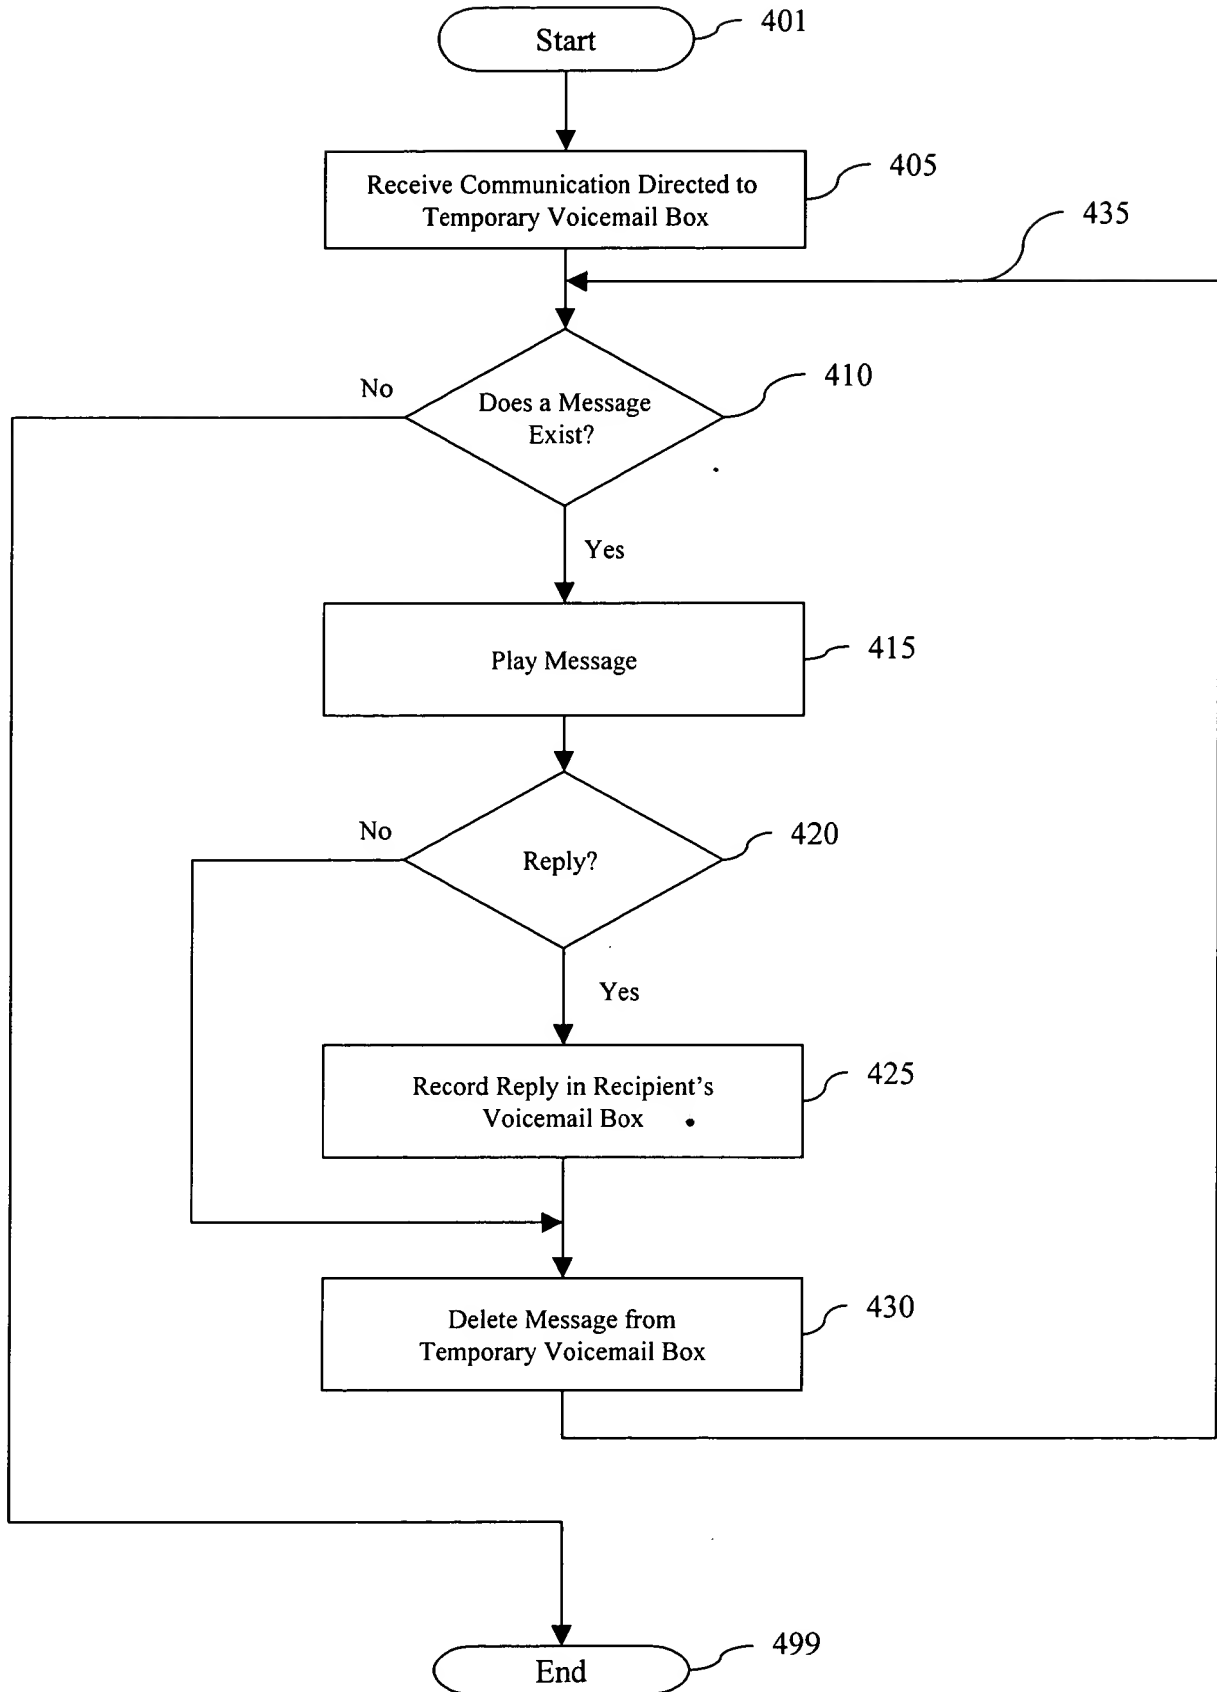 Start
401
Receive Communication Directed to
Temporary Voicemail Box
405
435
No
Does a Message
Exist?
410
Yes
Play Message
415
No
Reply?
420
Yes
Record Reply in Recipient's
Voicemail Box
425
Delete Message from
Temporary Voicemail Box
430
End
499